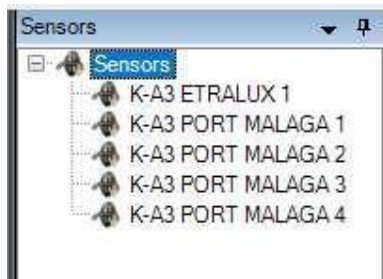 Sensors
Sensors
K-A3 ETRALUX 1
K-A3 PORT MALAGA 1
K-A3 PORT MALAGA 2
K-A3 PORT MALAGA 3
K-A3 PORT MALAGA 4